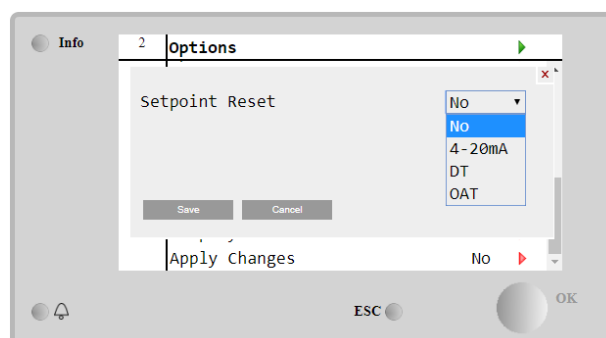 Info
2 Options
x
Setpoint Reset No
No
4-20mA
DT
OAT
Save Cancel
Apply Changes No
ESC
OK